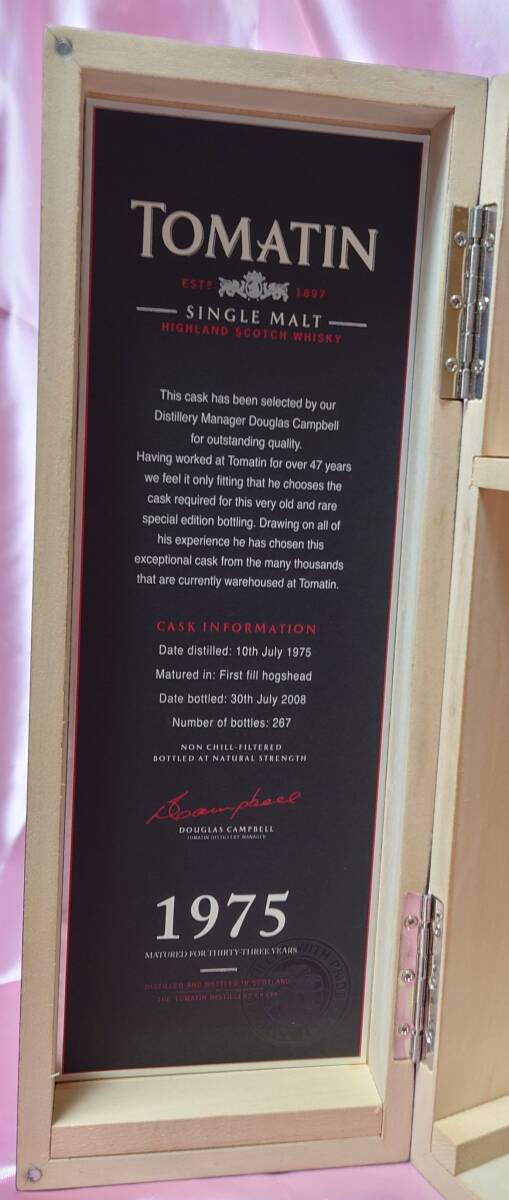 TOMATIN
ESTD 1897
SINGLE MALT
HIGHLAND SCOTCH WHISKY
This cask has been selected by our
Distillery Manager Douglas Campbell
for outstanding quality.
Having worked at Tomatin for over 47 years
we feel it only fitting that he chooses the
cask required for this very old and rare
special edition bottling. Drawing on all of
his experience he has chosen this
exceptional cask from the many thousands
that are currently warehoused at Tomatin.
CASK INFORMATION
Date distilled: 10th July 1975
Matured in: First fill hogshead
Date bottled: 30th July 2008
Number of bottles: 267
NON CHILL-FILTERED
BOTTLED AT NATURAL STRENGTH
DCampbell
DOUGLAS CAMPBELL
TOMATIN DISTILLERY MANAGER
1975
MATURED FOR THIRTY-THREE YEARS
DISTILLED AND BOTTLED IN SCOTLAND
THE TOMATIN DISTILLERY CO LTD
WITH